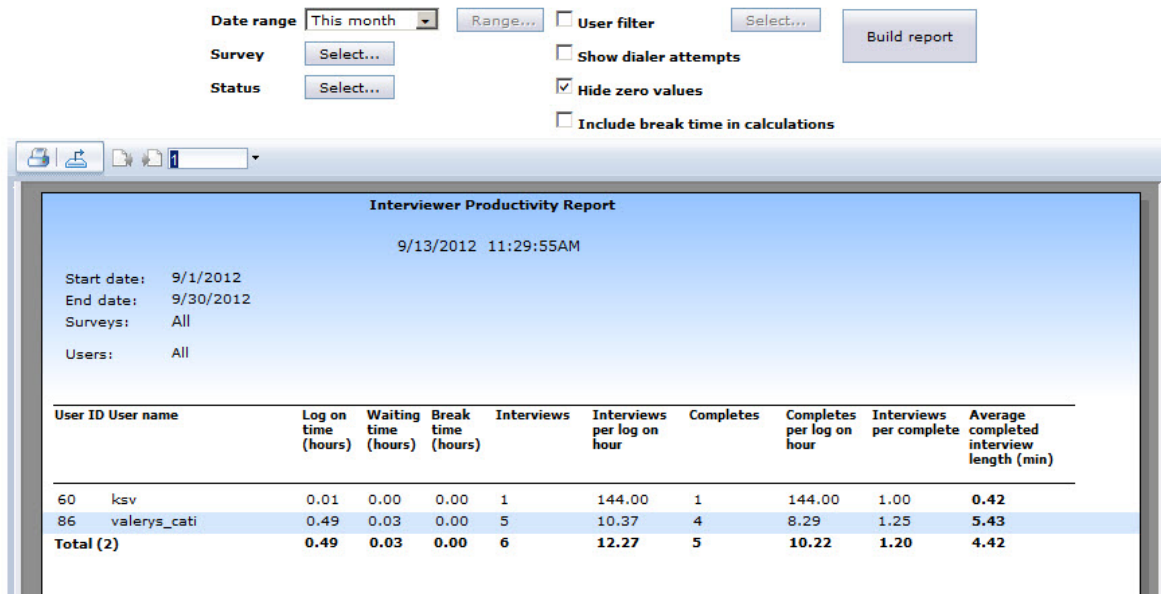 Date range This month Range... User filter Select... Build report
Survey Select... Show dialer attempts
Status Select... Hide zero values
Include break time in calculations
1
Interviewer Productivity Report
9/13/2012 11:29:55AM
Start date: 9/1/2012
End date: 9/30/2012
Surveys: All
Users: All
User ID User name Log on Waiting Break Interviews Interviews Completes Completes Interviews Average
time time time per log on per log on per complete completed
(hours) (hours) (hours) hour hour interview
length (min)
60 ksv 0.01 0.00 0.00 1 144.00 1 144.00 1.00 0.42
86 valerys_cati 0.49 0.03 0.00 5 10.37 4 8.29 1.25 5.43
Total (2) 0.49 0.03 0.00 6 12.27 5 10.22 1.20 4.42